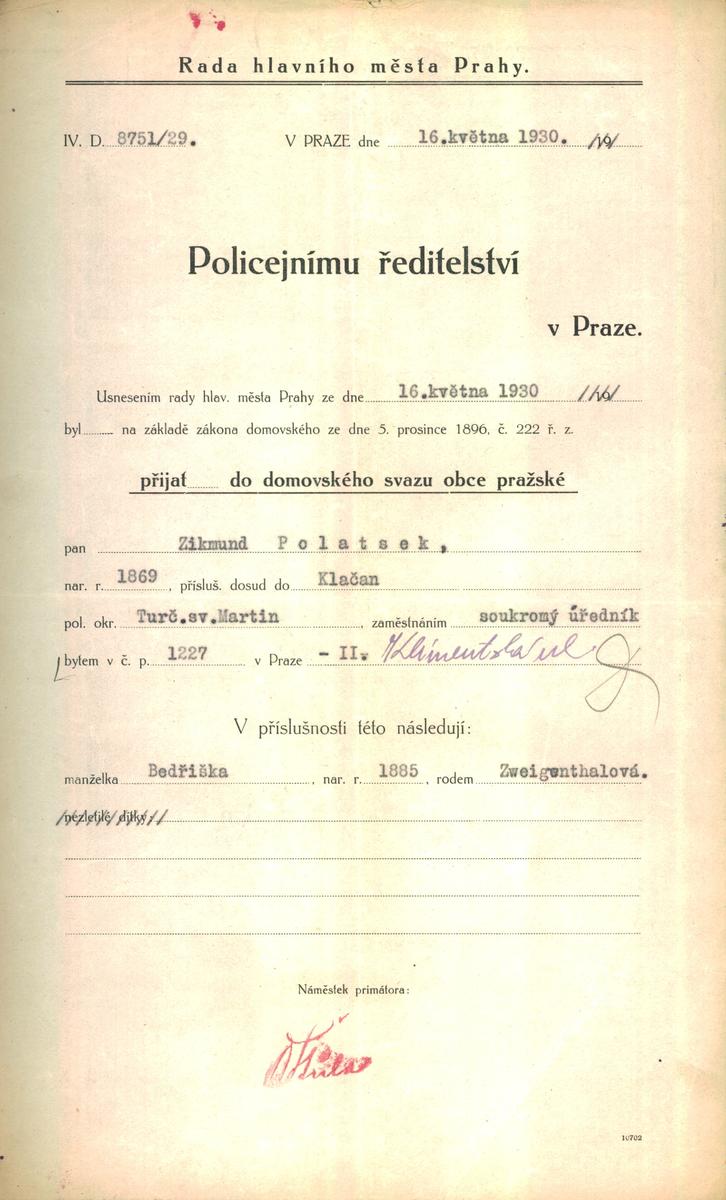 Rada hlavního města Prahy.
IV. D. 8751/29. V PRAZE dne 16.května 1930. 19
Policejnímu ředitelství
v Praze.
Usnesením rady hlav. města Prahy ze dne 16.května 1930 19
byl na základě zákona domovského ze dne 5. prosince 1896, č. 222 ř. z.
přijat do domovského svazu obce pražské
pan Zikmund Polatsek,
nar. r. 1869, přísluš. dosud do Klačan
pol. okr. Turč.sv.Martin, zaměstnáním soukromý úředník
bytem v č. p. 1227 v Praze - II. Klimentská ul.
V příslušnosti této následují:
manželka Bedřiška, nar. r. 1885, rodem Zweigenthalová.
nezletilé dítky:
Náměstek primátora:
10702